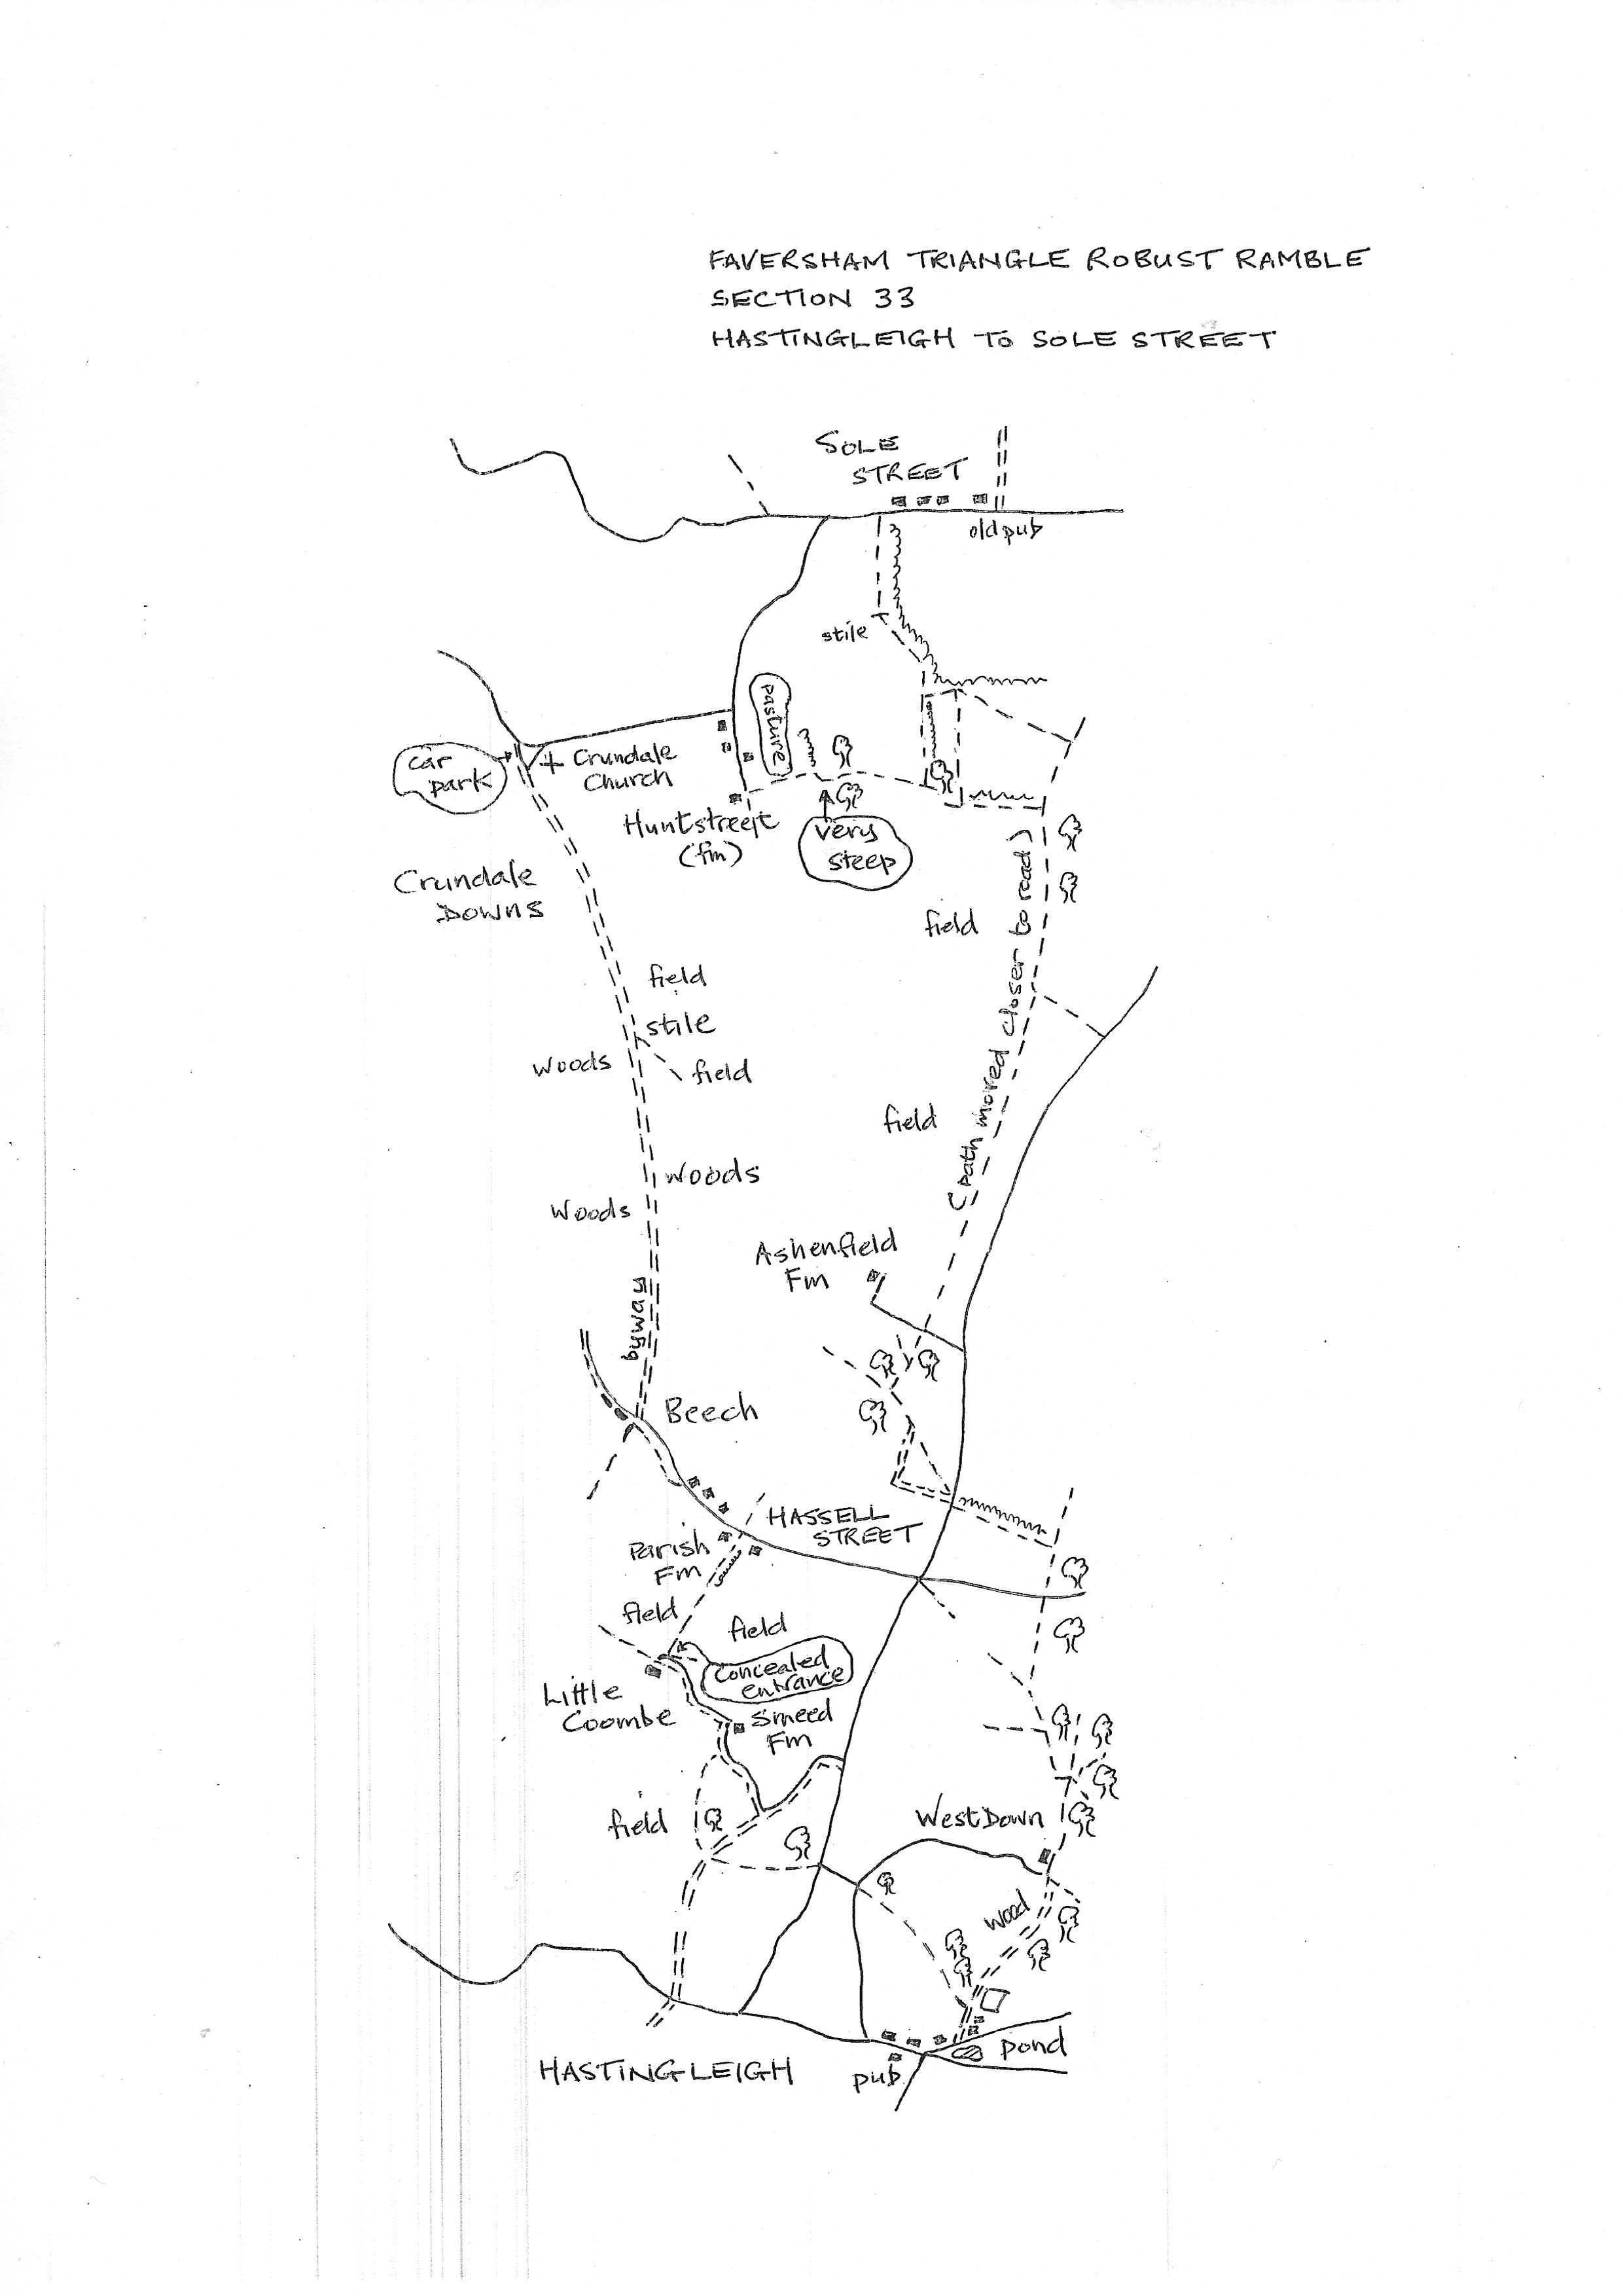 FAVERSHAM TRIANGLE ROBUST RAMBLE
SECTION 33
HASTINGLEIGH TO SOLE STREET
SOLE
STREET
old pub
stile
pasture
car
park
Crundale
Church
Huntstreet
(fm)
very
steep
Crundale
DOWNS
field
(path moved closer to road)
field
stile
Woods
field
field
Woods
Woods
Ashenfield
Fm
byway
Beech
HASSELL
STREET
Parish
Fm
field
field
Concealed
entrance
Little
Coombe
Smeed
Fm
field
WestDown
wood
HASTINGLEIGH
pub
pond